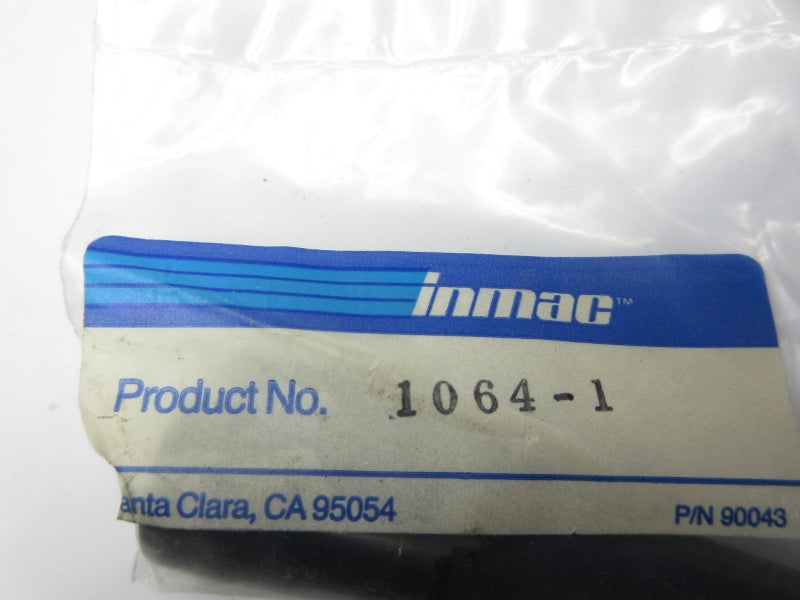 inmac™
Product No. 1064-1
anta Clara, CA 95054 P/N 90043